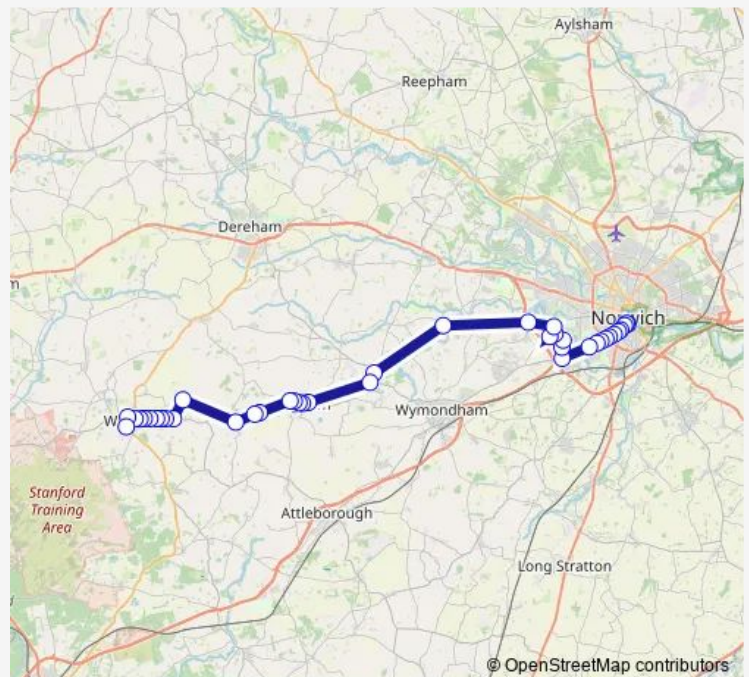 Aylsham
Reepham
Dereham
Norwich
Wymondham
Stanford
Training
Area
Attleborough
Long Stratton
© OpenStreetMap contributors